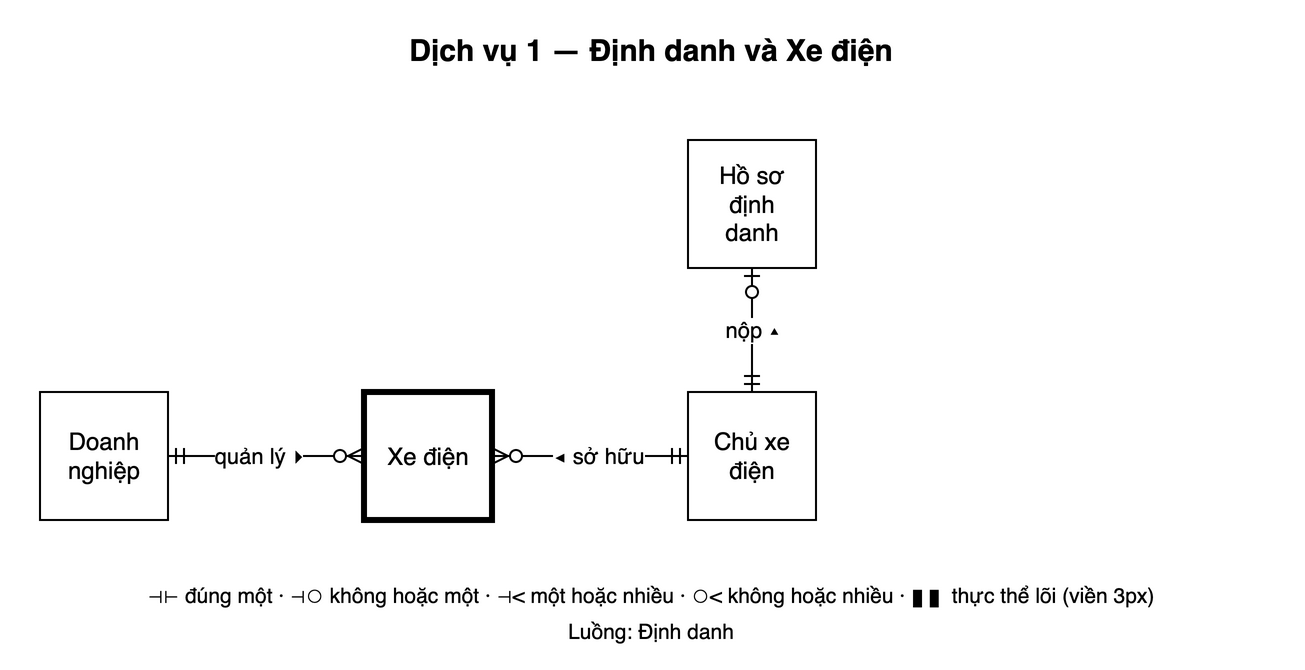 Dịch vụ 1 — Định danh và Xe điện
Hồ sơ
định
danh
nộp ▲
Doanh
nghiệp
quản lý ▶
Xe điện
◀ sở hữu
Chủ xe
điện
⊣⊢ đúng một · ⊣○ không hoặc một · ⊣< một hoặc nhiều · ○< không hoặc nhiều · ▮▮ thực thể lõi (viền 3px)
Luồng: Định danh